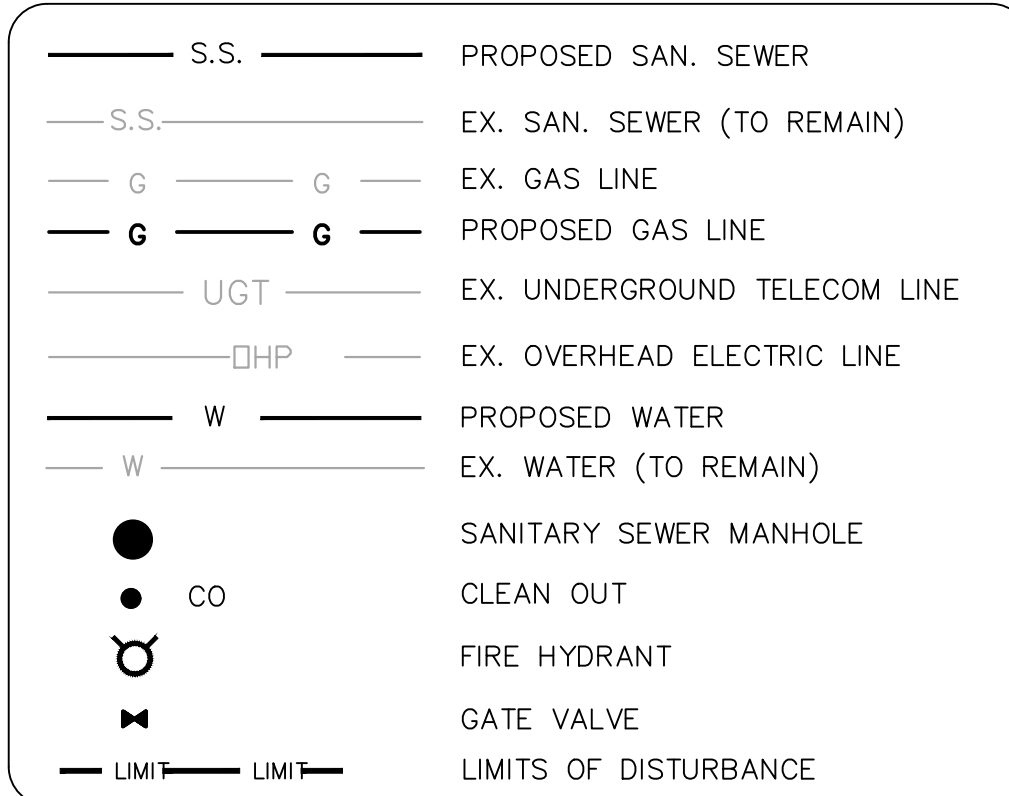 S.S. PROPOSED SAN. SEWER
S.S. EX. SAN. SEWER (TO REMAIN)
G G EX. GAS LINE
G G PROPOSED GAS LINE
UGT EX. UNDERGROUND TELECOM LINE
OHP EX. OVERHEAD ELECTRIC LINE
W PROPOSED WATER
W EX. WATER (TO REMAIN)
SANITARY SEWER MANHOLE
CO CLEAN OUT
FIRE HYDRANT
GATE VALVE
LIMIT LIMIT LIMITS OF DISTURBANCE